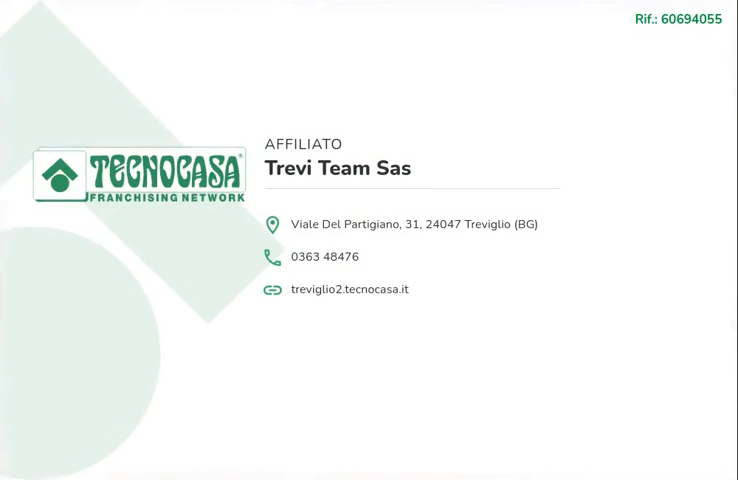 Rif.: 60694055
AFFILIATO
Trevi Team Sas
TECNOCASA®
FRANCHISING NETWORK
Viale Del Partigiano, 31, 24047 Treviglio (BG)
0363 48476
treviglio2.tecnocasa.it